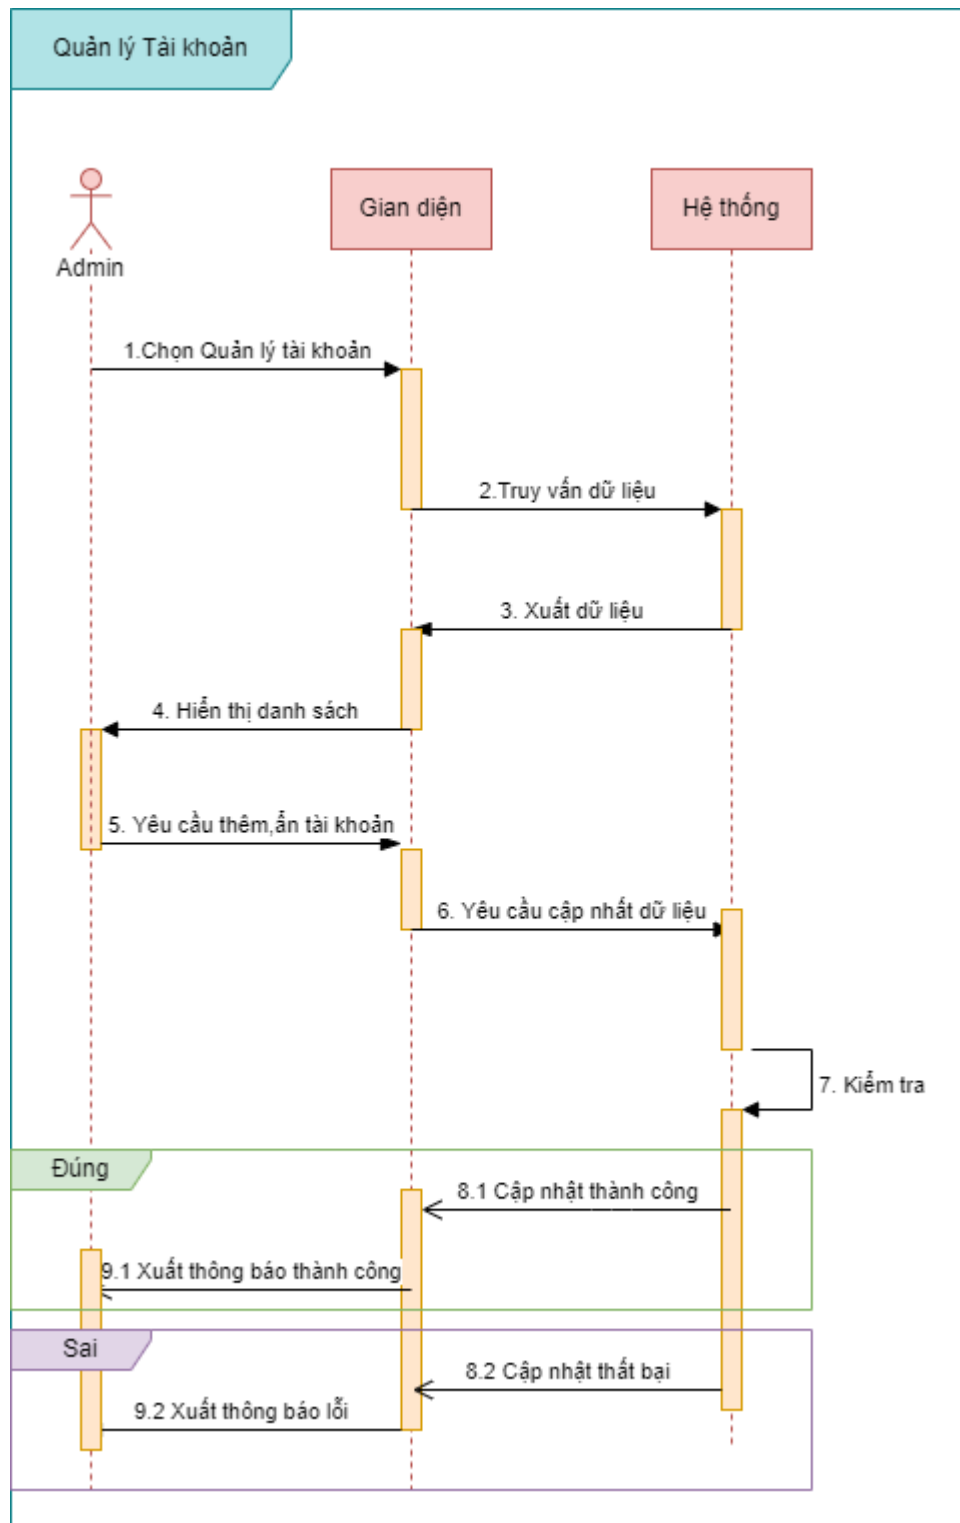 Quản lý Tài khoản
Gian diện
Hệ thống
Admin
1.Chọn Quản lý tài khoản
2.Truy vấn dữ liệu
3. Xuất dữ liệu
4. Hiển thị danh sách
5. Yêu cầu thêm,ẩn tài khoản
6. Yêu cầu cập nhất dữ liệu
7. Kiểm tra
Đúng
8.1 Cập nhật thành công
9.1 Xuất thông báo thành công
Sai
8.2 Cập nhật thất bại
9.2 Xuất thông báo lỗi